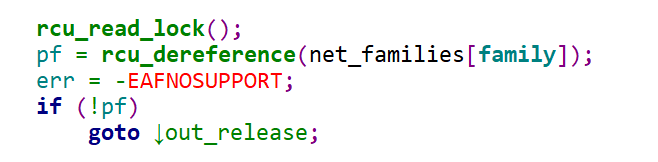 rcu_read_lock();
pf = rcu_dereference(net_families[family]);
err = -EAFNOSUPPORT;
if (!pf)
goto ↓out_release;